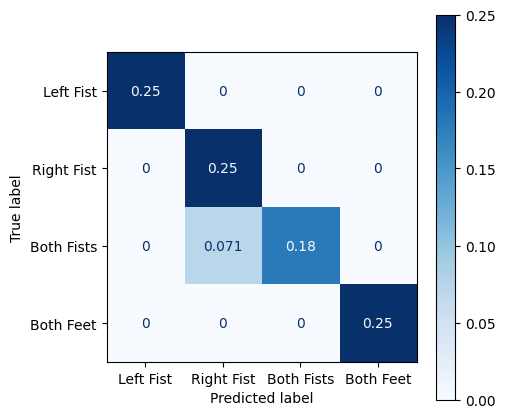 0.25
Left Fist 0.25 0 0 0
0.20
Right Fist 0 0.25 0 0
0.15
True label
Both Fists 0 0.071 0.18 0
0.10
Both Feet 0 0 0 0.25
0.05
Left Fist Right Fist Both Fists Both Feet
Predicted label
0.00